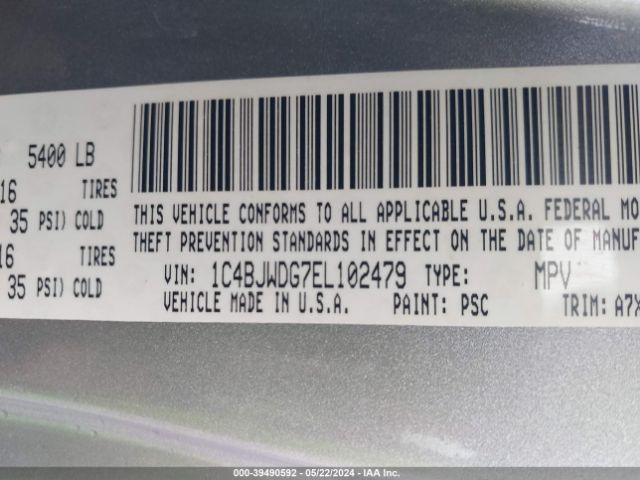 5400 LB
16 TIRES
35 PSI) COLD
16 TIRES
35 PSI) COLD
THIS VEHICLE CONFORMS TO ALL APPLICABLE U.S.A. FEDERAL MO
THEFT PREVENTION STANDARDS IN EFFECT ON THE DATE OF MANUF
VIN: 1C4BJWDG7EL102479 TYPE: MPV
VEHICLE MADE IN U.S.A. PAINT: PSC TRIM: A7X
000-39490592 - 05/22/2024 - IAA Inc.